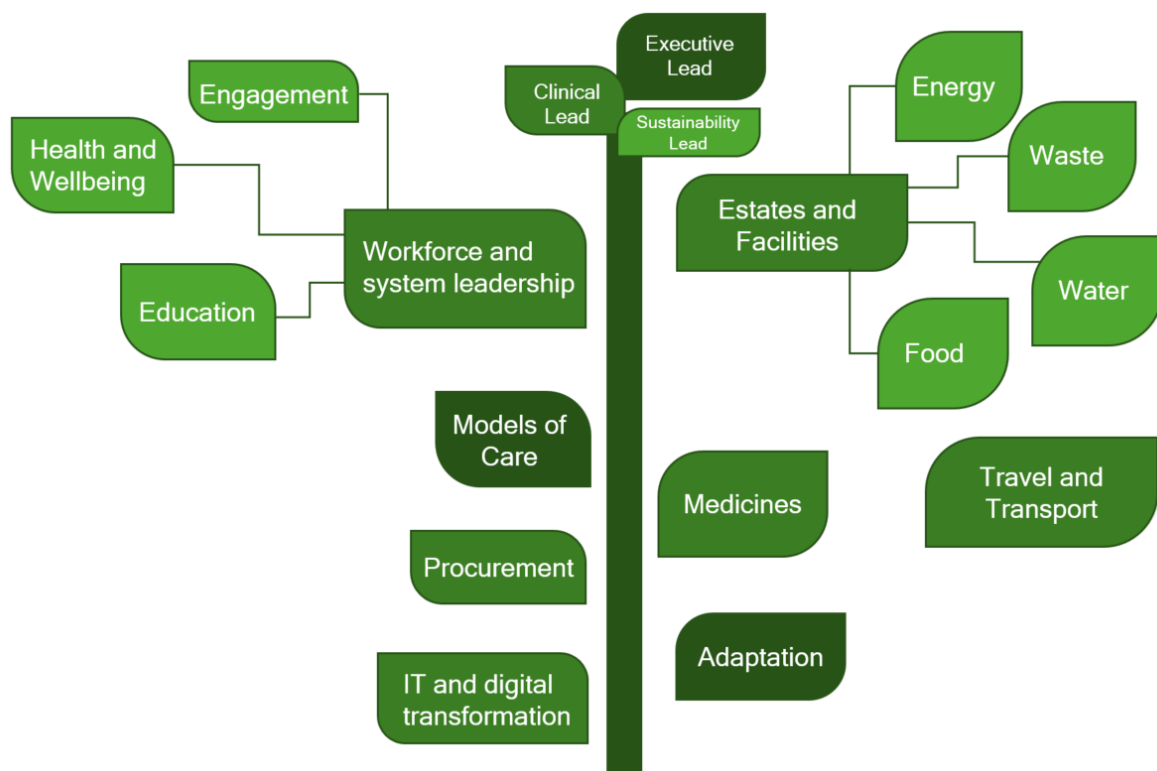 Executive
Lead
Clinical
Lead
Sustainability
Lead
Engagement
Health and
Wellbeing
Education
Workforce and
system leadership
Energy
Waste
Estates and
Facilities
Water
Food
Models of
Care
Medicines
Travel and
Transport
Procurement
Adaptation
IT and digital
transformation